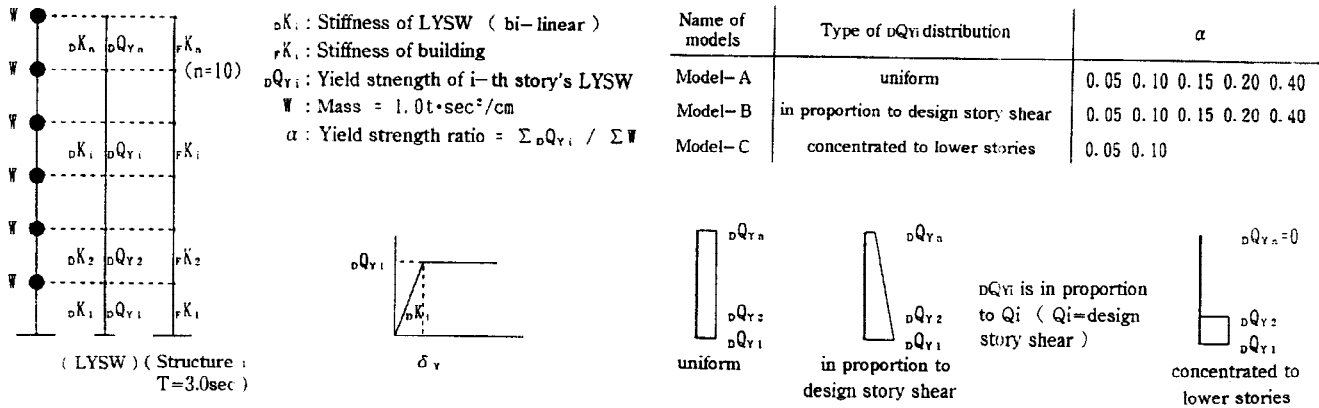 W
W
W
W
W
W
DKn DQYn FKn
(n=10)
DKi DQYi FKi
DK2 DQY2 FK2
DK1 DQY1 FK1
( LYSW ) ( Structure :
T=3.0sec )
DKi : Stiffness of LYSW ( bi-linear )
FKi : Stiffness of building
DQYi : Yield stnength of i-th story's LYSW
W : Mass = 1.0t·sec²/cm
α : Yield strength ratio = ΣDQYi / ΣW
DQYi
DKi
δY
Name of models Type of DQYi distribution α
Model-A uniform 0.05 0.10 0.15 0.20 0.40
Model-B in proportion to design story shear 0.05 0.10 0.15 0.20 0.40
Model-C concentrated to lower stories 0.05 0.10
DQYn
DQY2
DQY1
uniform
DQYn
DQY2
DQY1
in proportion to
design story shear
DQYi is in proportion
to Qi ( Qi=design
story shear )
DQYn=0
DQY2
DQY1
concentrated to
lower stories